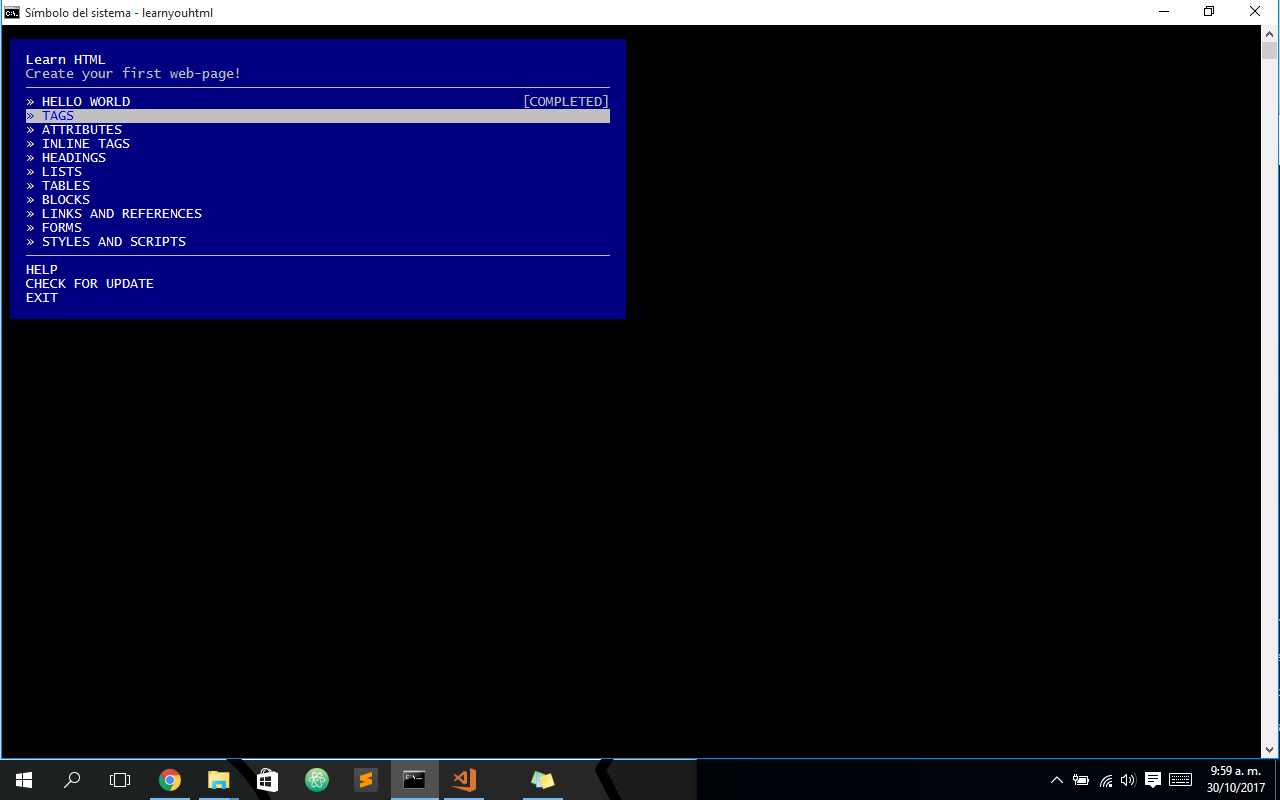 Símbolo del sistema - learnyouhtml
Learn HTML
Create your first web-page!
» HELLO WORLD [COMPLETED]
» TAGS
» ATTRIBUTES
» INLINE TAGS
» HEADINGS
» LISTS
» TABLES
» BLOCKS
» LINKS AND REFERENCES
» FORMS
» STYLES AND SCRIPTS
HELP
CHECK FOR UPDATE
EXIT
9:59 a. m.
30/10/2017